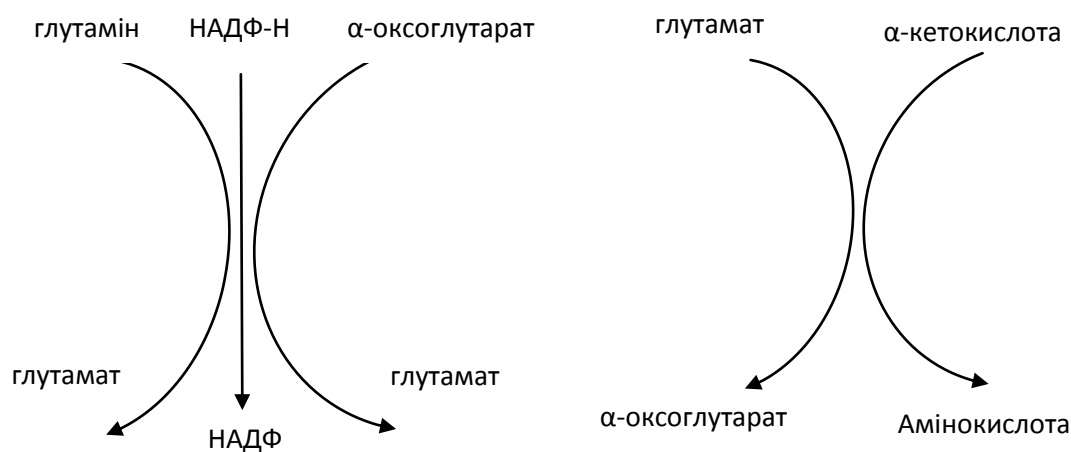 глутамін НАДФ-Н α-оксоглутарат
глутамат α-кетокислота
глутамат глутамат
НАДФ
α-оксоглутарат Амінокислота